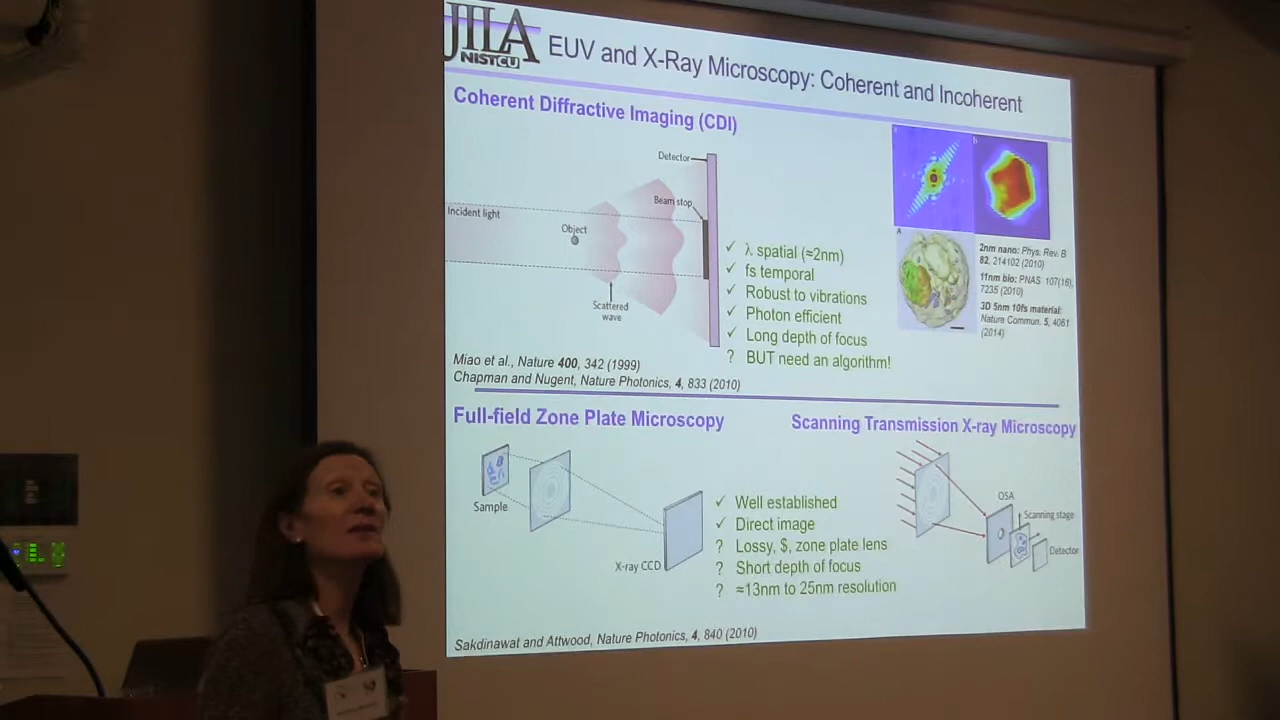 JILA
NIST CU
EUV and X-Ray Microscopy: Coherent and Incoherent
Coherent Diffractive Imaging (CDI)
Detector
Beam stop
Incident light
Object
Scattered
wave
✓ λ spatial (≈2nm)
✓ fs temporal
✓ Robust to vibrations
✓ Photon efficient
✓ Long depth of focus
? BUT need an algorithm!
a
b
A
2nm nano: Phys. Rev. B
82, 214102 (2010)
11nm bio: PNAS 107(16),
7235 (2010)
3D 5nm 10fs material:
Nature Commun. 5, 4061
(2014)
Miao et al., Nature 400, 342 (1999)
Chapman and Nugent, Nature Photonics, 4, 833 (2010)
Full-field Zone Plate Microscopy
Sample
X-ray CCD
✓ Well established
✓ Direct image
? Lossy, $, zone plate lens
? Short depth of focus
? ≈13nm to 25nm resolution
Scanning Transmission X-ray Microscopy
OSA
Scanning stage
Detector
Sakdinawat and Attwood, Nature Photonics, 4, 840 (2010)